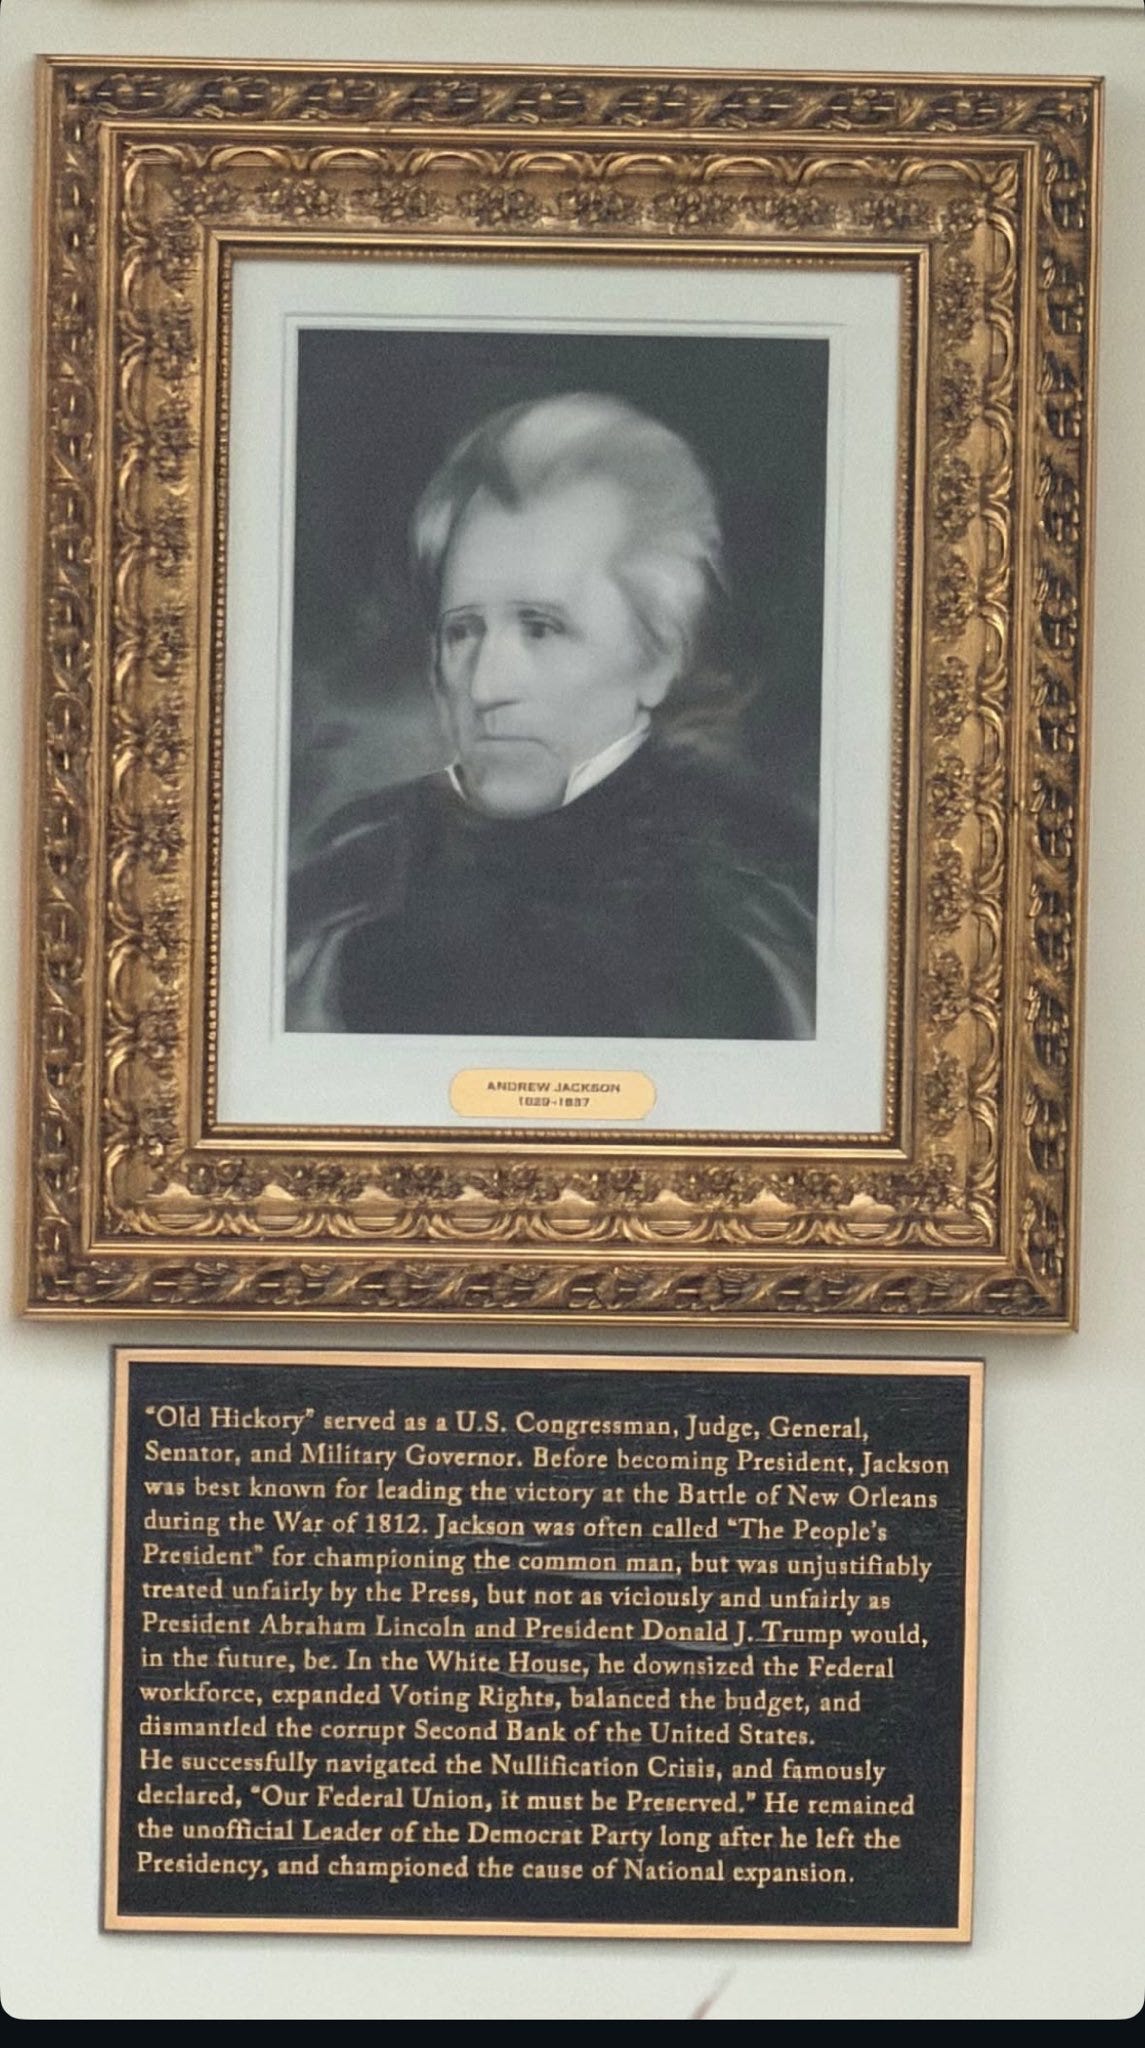 ANDREW JACKSON
1829-1837
"Old Hickory" served as a U.S. Congressman, Judge, General,
Senator, and Military Governor. Before becoming President, Jackson
was best known for leading the victory at the Battle of New Orleans
during the War of 1812. Jackson was often called "The People's
President" for championing the common man, but was unjustifiably
treated unfairly by the Press, but not as viciously and unfairly as
President Abraham Lincoln and President Donald J. Trump would,
in the future, be. In the White House, he downsized the Federal
workforce, expanded Voting Rights, balanced the budget, and
dismantled the corrupt Second Bank of the United States.
He successfully navigated the Nullification Crisis, and famously
declared, "Our Federal Union, it must be Preserved." He remained
the unofficial Leader of the Democrat Party long after he left the
Presidency, and championed the cause of National expansion.